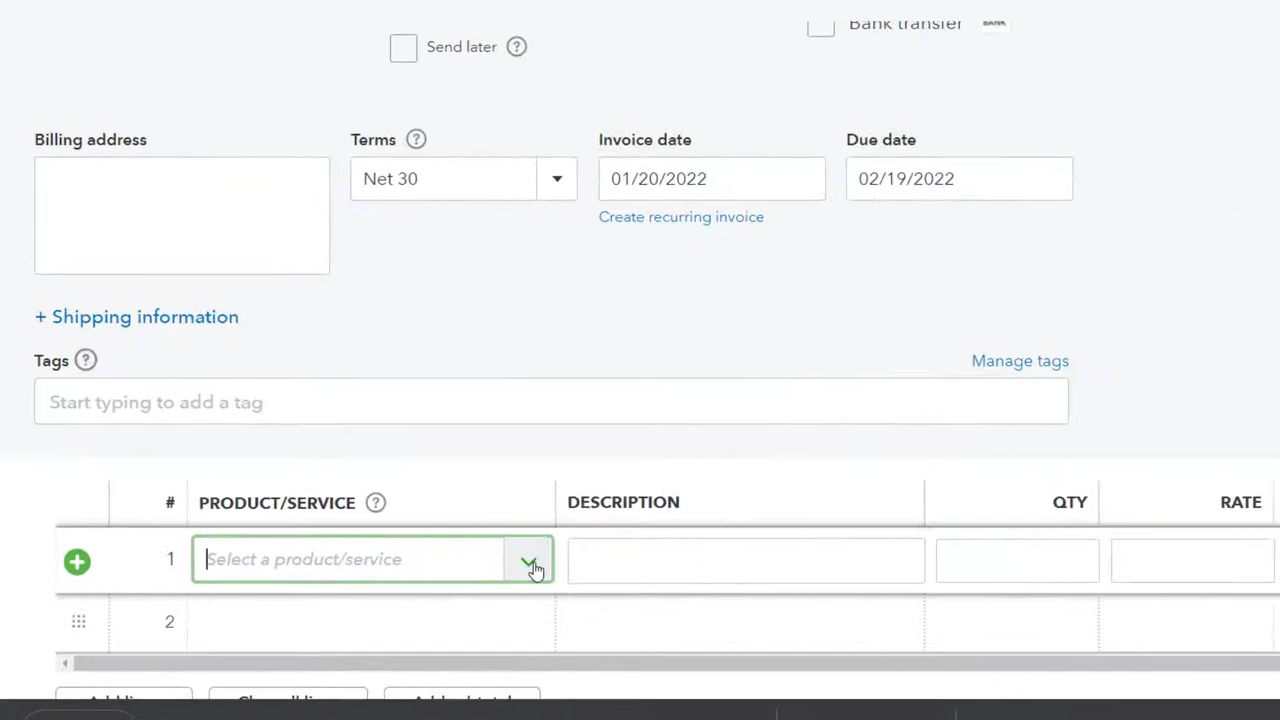 Bank transfer BANK
Send later ?
Billing address Terms ? Invoice date Due date
Net 30 01/20/2022 02/19/2022
Create recurring invoice
+ Shipping information
Tags ? Manage tags
Start typing to add a tag
# PRODUCT/SERVICE ? DESCRIPTION QTY RATE
1 Select a product/service
2